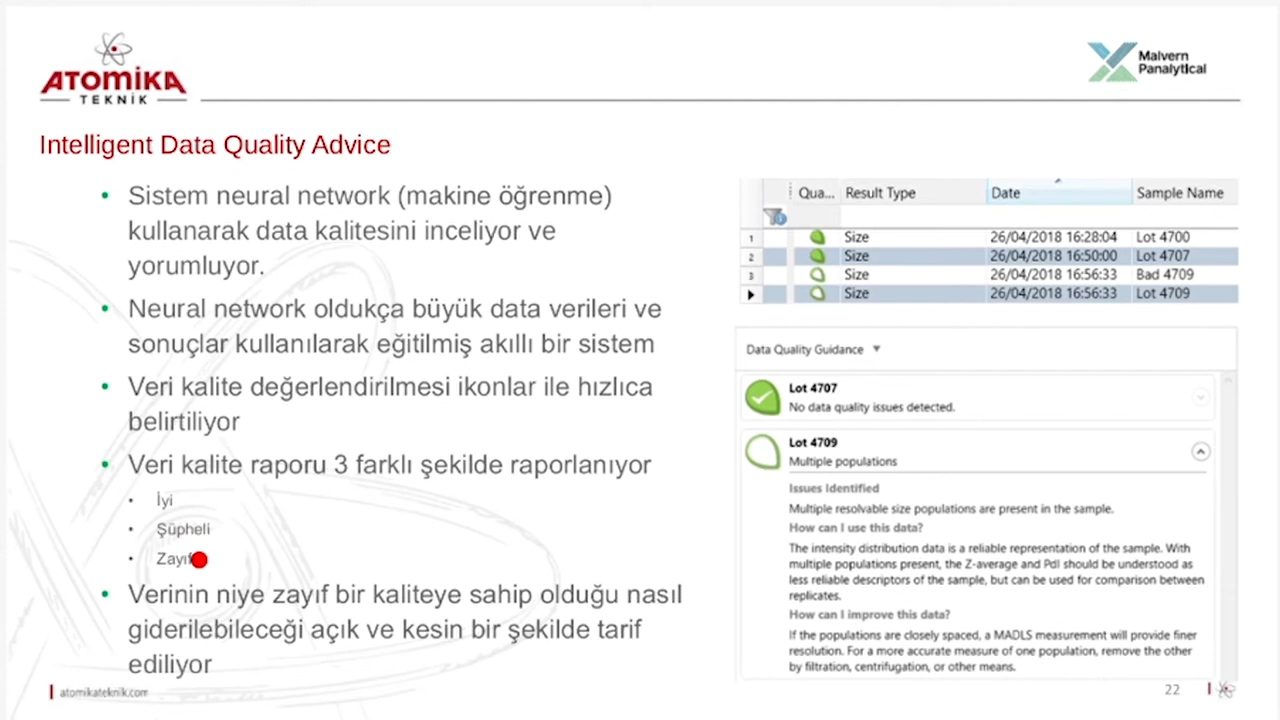 ATOMİKA
TEKNİK
Malvern
Panalytical
Intelligent Data Quality Advice
• Sistem neural network (makine öğrenme)
kullanarak data kalitesini inceliyor ve
yorumluyor.
• Neural network oldukça büyük data verileri ve
sonuçlar kullanılarak eğitilmiş akıllı bir sistem
• Veri kalite değerlendirilmesi ikonlar ile hızlıca
belirtiliyor
• Veri kalite raporu 3 farklı şekilde raporlanıyor
• İyi
• Şüpheli
• Zayıf
• Verinin niye zayıf bir kaliteye sahip olduğu nasıl
giderilebileceği açık ve kesin bir şekilde tarif
ediliyor
Qua... Result Type Date Sample Name
1 Size 26/04/2018 16:28:04 Lot 4700
2 Size 26/04/2018 16:50:00 Lot 4707
3 Size 26/04/2018 16:56:33 Bad 4709
Size 26/04/2018 16:56:33 Lot 4709
Data Quality Guidance
Lot 4707
No data quality issues detected.
Lot 4709
Multiple populations
Issues Identified
Multiple resolvable size populations are present in the sample.
How can I use this data?
The intensity distribution data is a reliable representation of the sample. With
multiple populations present, the Z-average and PdI should be understood as
less reliable descriptors of the sample, but can be used for comparison between
replicates.
How can I improve this data?
If the populations are closely spaced, a MADLS measurement will provide finer
resolution. For a more accurate measure of one population, remove the other
by filtration, centrifugation, or other means.
atomikateknik.com
22